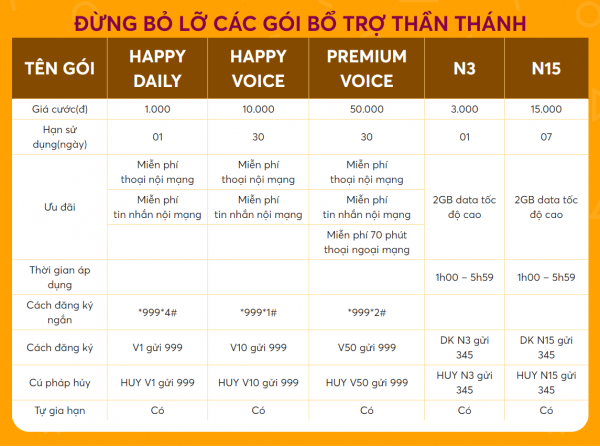 ĐỪNG BỎ LỠ CÁC GÓI BỔ TRỢ THẦN THÁNH
TÊN GÓI HAPPY DAILY HAPPY VOICE PREMIUM VOICE N3 N15
Giá cước(đ) 1.000 10.000 50.000 3.000 15.000
Hạn sử dụng(ngày) 01 30 30 01 07
Ưu đãi
Miễn phí thoại nội mạng Miễn phí thoại nội mạng Miễn phí thoại nội mạng
Miễn phí tin nhắn nội mạng Miễn phí tin nhắn nội mạng Miễn phí tin nhắn nội mạng 2GB data tốc độ cao 2GB data tốc độ cao
Miễn phí 70 phút thoại ngoại mạng
Thời gian áp dụng 1h00 – 5h59 1h00 – 5h59
Cách đăng ký ngắn *999*4# *999*1# *999*2#
Cách đăng ký V1 gửi 999 V10 gửi 999 V50 gửi 999 DK N3 gửi 345 DK N15 gửi 345
Cú pháp hủy HUY V1 gửi 999 HUY V10 gửi 999 HUY V50 gửi 999 HUY N3 gửi 345 HUY N15 gửi 345
Tự gia hạn Có Có Có Có Có